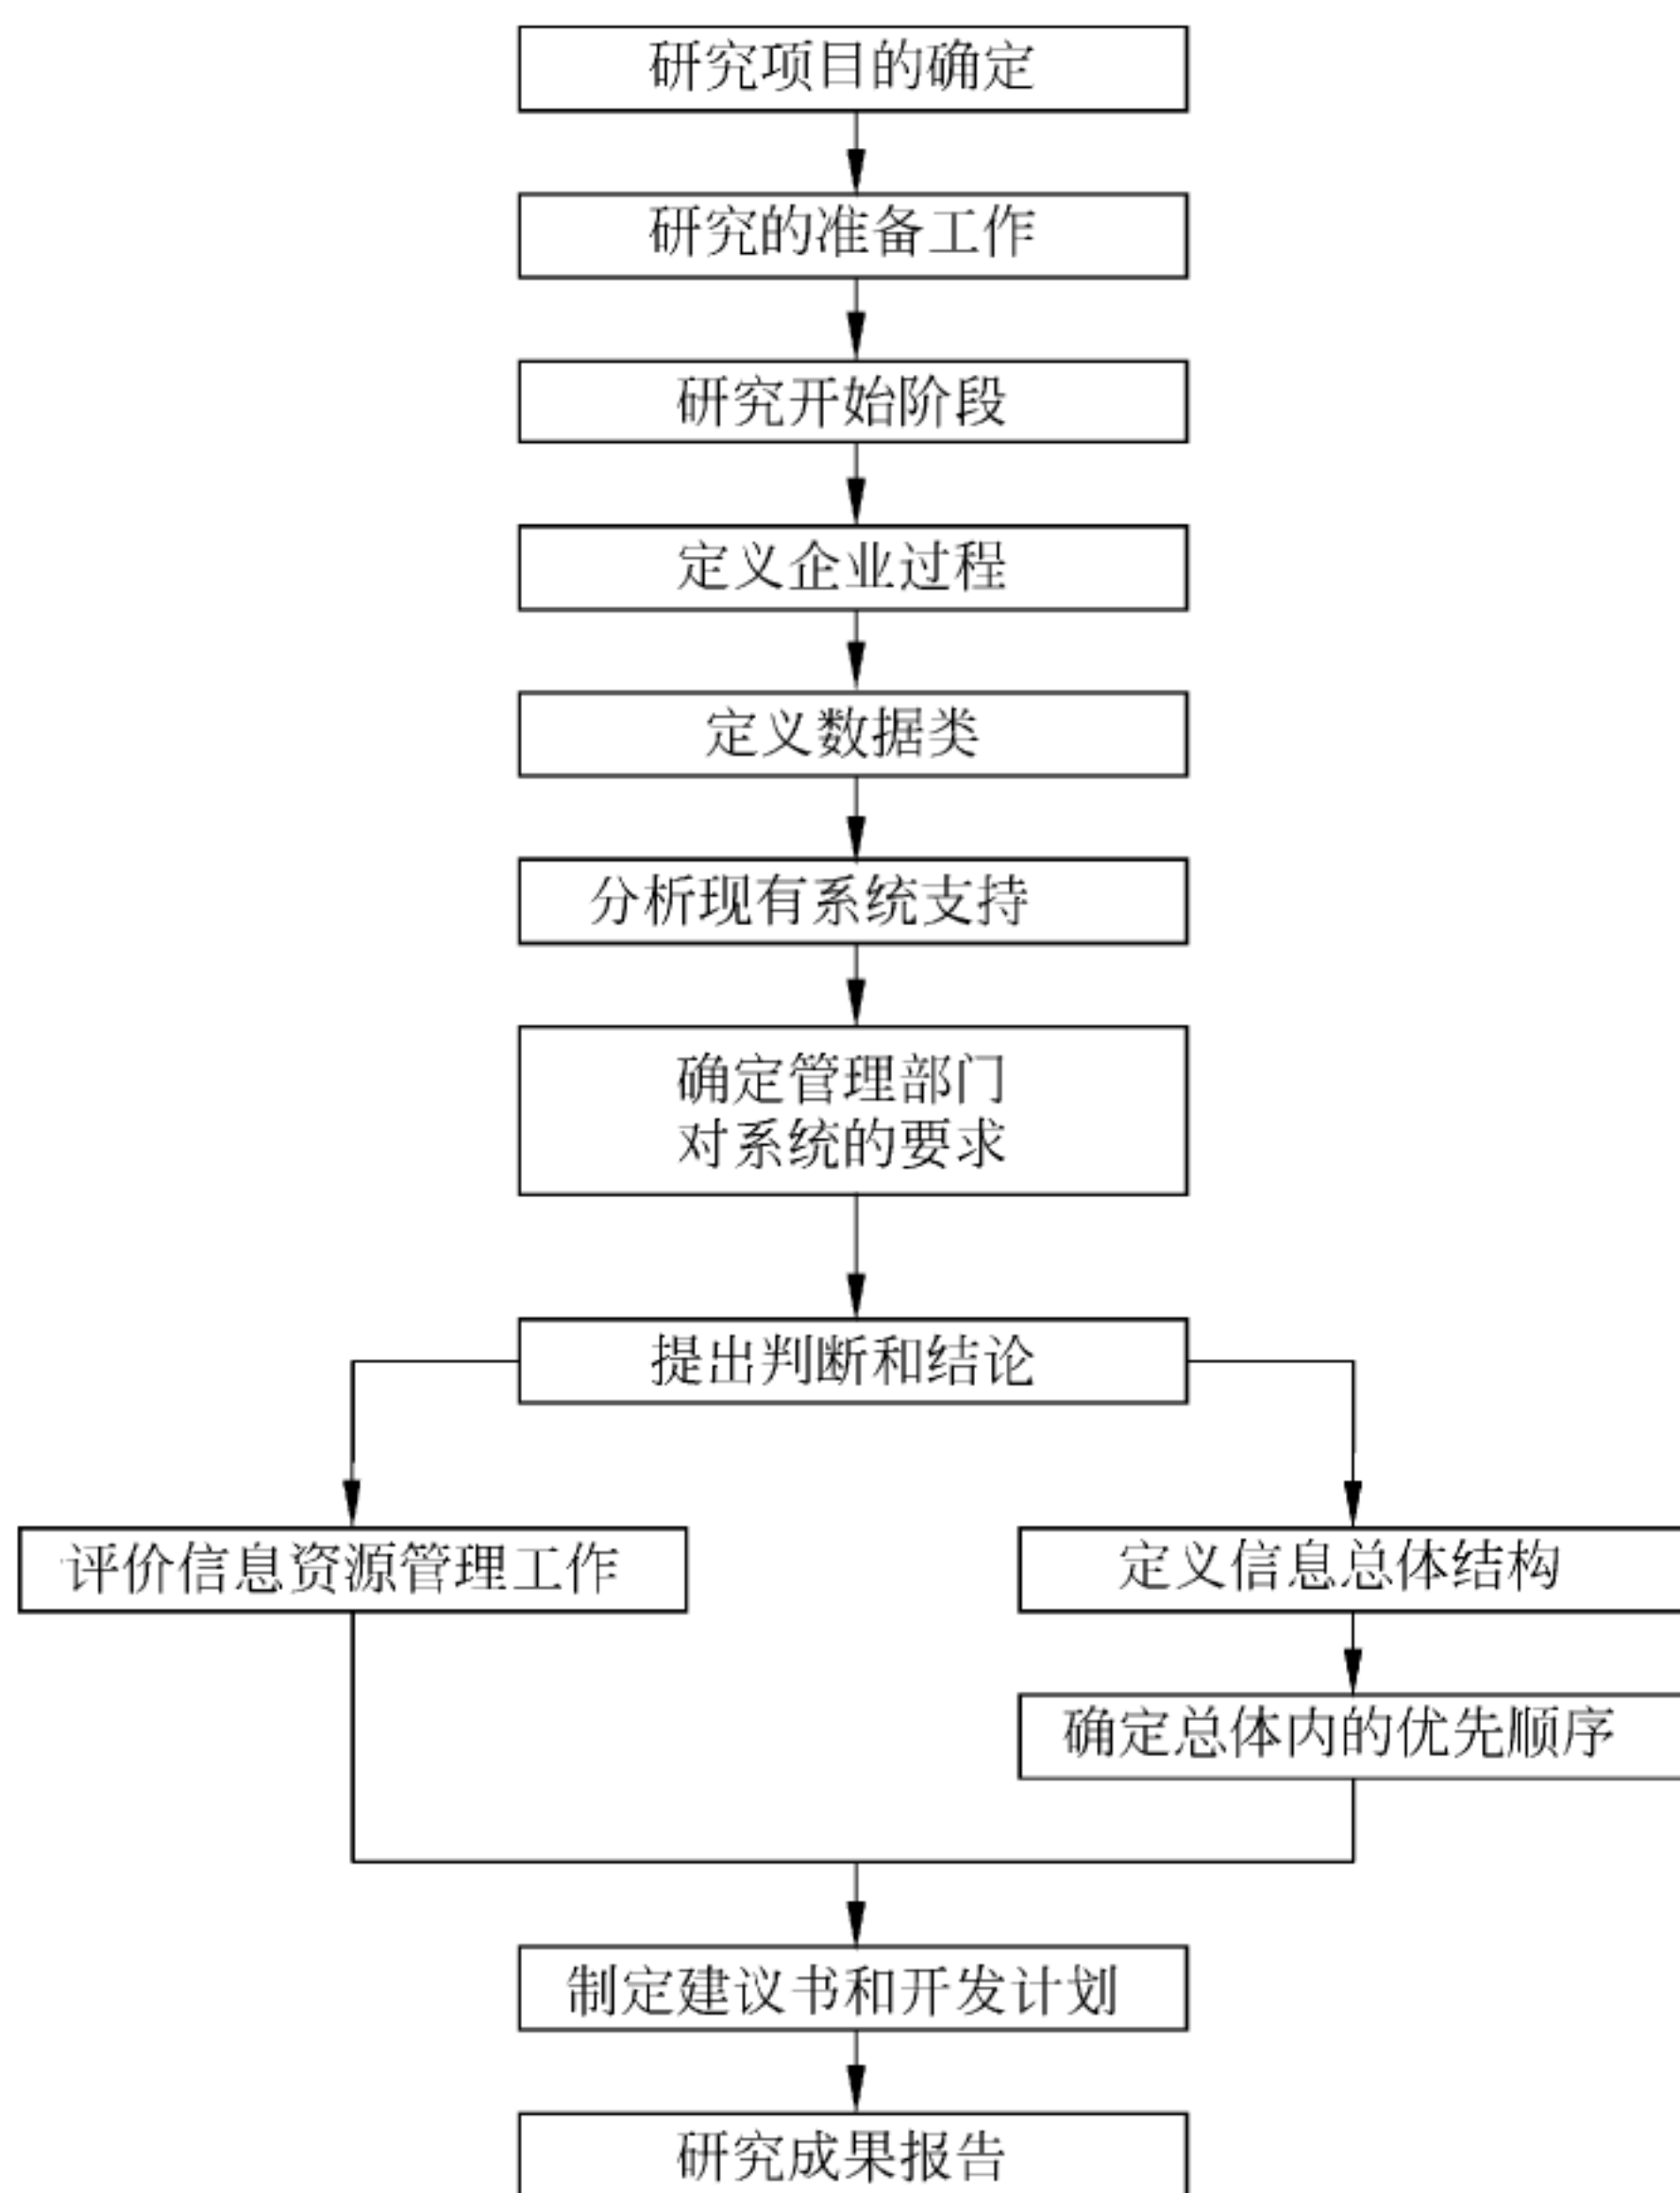 研究项目的确定
研究的准备工作
研究开始阶段
定义企业过程
定义数据类
分析现有系统支持
确定管理部门
对系统的要求
提出判断和结论
评价信息资源管理工作
定义信息总体结构
确定总体内的优先顺序
制定建议书和开发计划
研究成果报告